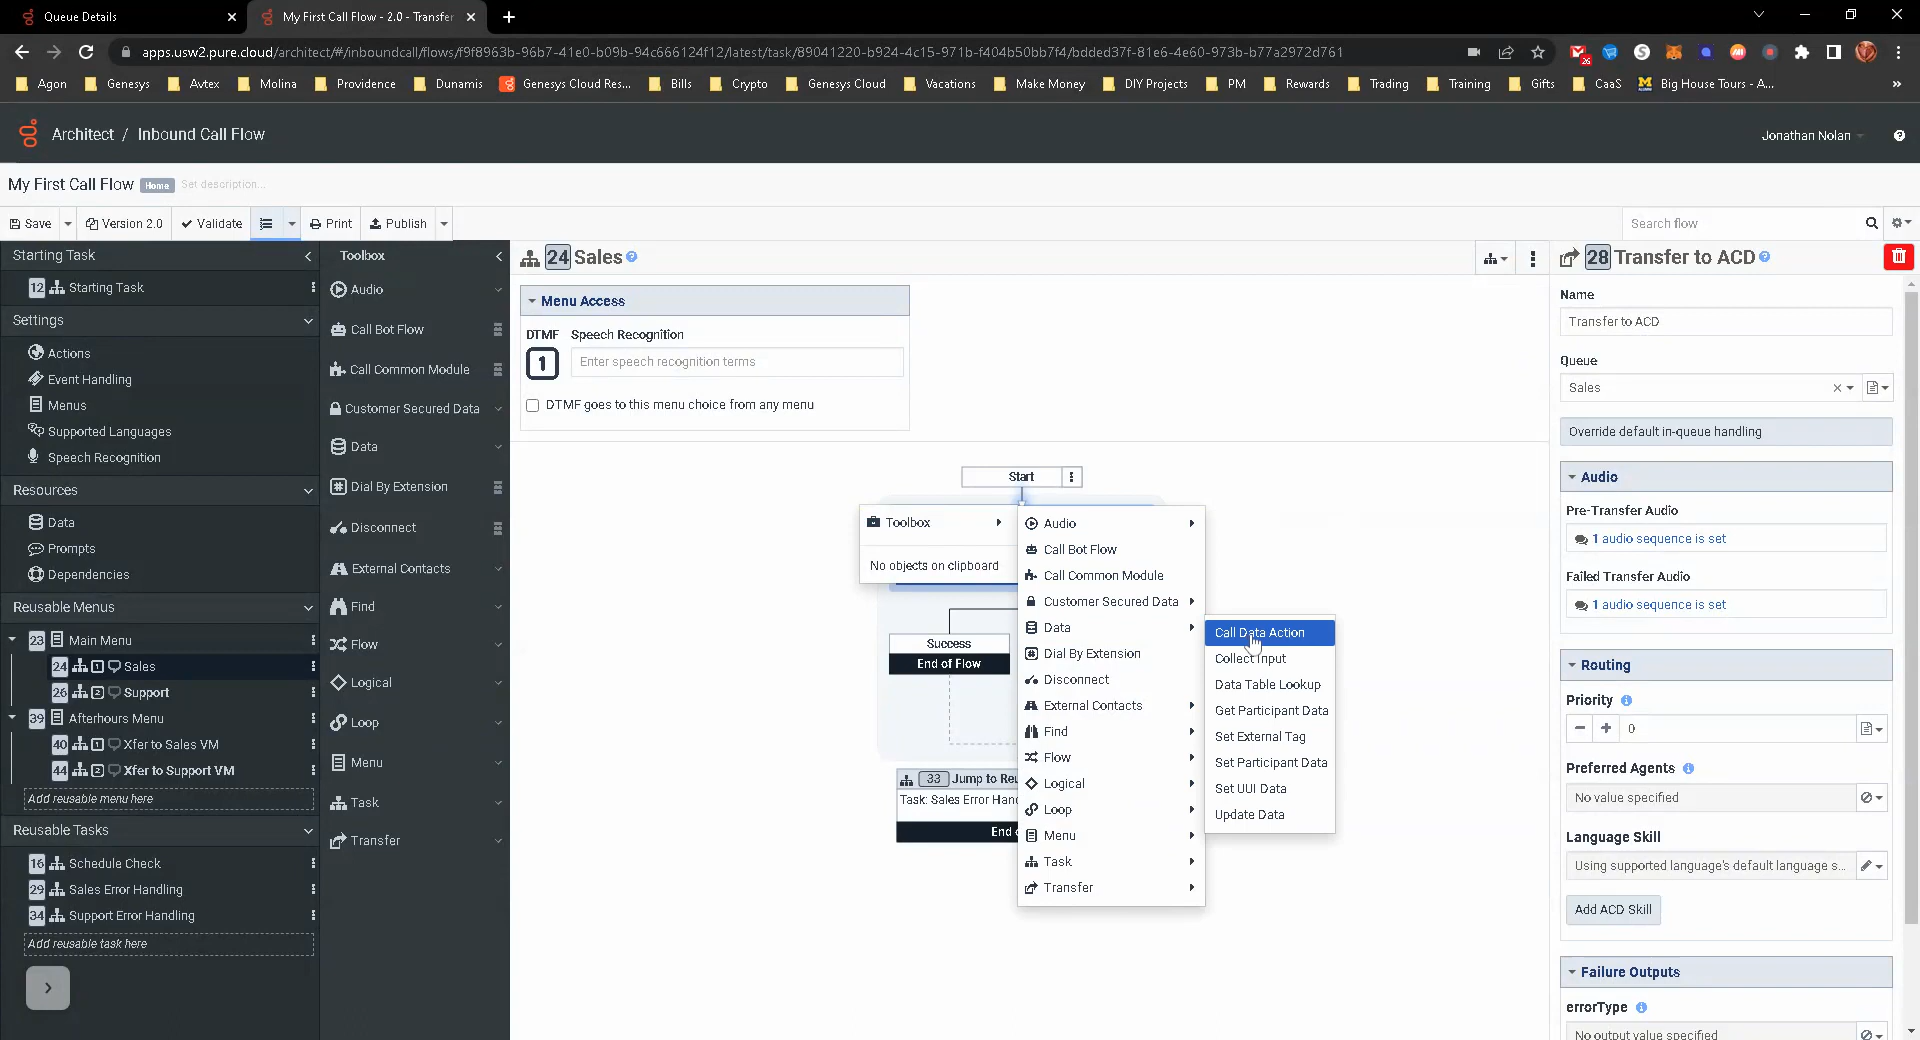 Queue Details
My First Call Flow - 2.0 - Transfer
apps.usw2.pure.cloud/architect/#/inboundcall/flows/f9f8963b-96b7-41e0-b09b-94c666124f12/latest/task/89041220-b924-4c15-971b-f404b50bb7f4/bdded37f-81e6-4e60-973b-b77a2972d761
26
Agon
Genesys
Avtex
Molina
Providence
Dunamis
Genesys Cloud Res...
Bills
Crypto
Genesys Cloud
Vacations
Make Money
DIY Projects
PM
Rewards
Trading
Training
Gifts
CaaS
Big House Tours - A...
Architect / Inbound Call Flow
Jonathan Nolan
My First Call Flow Home Set description...
Save
Version 2.0
Validate
Print
Publish
Search flow
Starting Task
12 Starting Task
Settings
Actions
Event Handling
Menus
Supported Languages
Speech Recognition
Resources
Data
Prompts
Dependencies
Reusable Menus
23 Main Menu
24 1 Sales
26 2 Support
39 Afterhours Menu
40 1 Xfer to Sales VM
44 2 Xfer to Support VM
Add reusable menu here
Reusable Tasks
16 Schedule Check
29 Sales Error Handling
34 Support Error Handling
Add reusable task here
Toolbox
Audio
Call Bot Flow
Call Common Module
Customer Secured Data
Data
Dial By Extension
Disconnect
External Contacts
Find
Flow
Logical
Loop
Menu
Task
Transfer
24 Sales
Menu Access
DTMF Speech Recognition
1 Enter speech recognition terms
DTMF goes to this menu choice from any menu
Start
Toolbox
No objects on clipboard
Success
End of Flow
33 Jump to Reu
Task: Sales Error Hand
End o
Audio
Call Bot Flow
Call Common Module
Customer Secured Data
Data
Dial By Extension
Disconnect
External Contacts
Find
Flow
Logical
Loop
Menu
Task
Transfer
Call Data Action
Collect Input
Data Table Lookup
Get Participant Data
Set External Tag
Set Participant Data
Set UUI Data
Update Data
28 Transfer to ACD
Name
Transfer to ACD
Queue
Sales
Override default in-queue handling
Audio
Pre-Transfer Audio
1 audio sequence is set
Failed Transfer Audio
1 audio sequence is set
Routing
Priority
0
Preferred Agents
No value specified
Language Skill
Using supported language's default language s...
Add ACD Skill
Failure Outputs
errorType
No output value specified